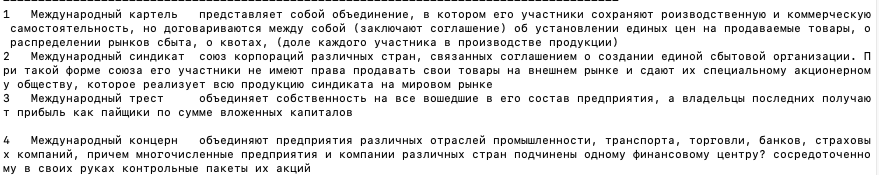 1 Международный картель представляет собой объединение, в котором его участники сохраняют роизводственную и коммерческую
самостоятельность, но договариваются между собой (заключают соглашение) об установлении единых цен на продаваемые товары, о
распределении рынков сбыта, о квотах, (доле каждого участника в производстве продукции)
2 Международный синдикат союз корпораций различных стран, связанных соглашением о создании единой сбытовой организации. П
ри такой форме союза его участники не имеют права продавать свои товары на внешнем рынке и сдают их специальному акционерном
у обществу, которое реализует всю продукцию синдиката на мировом рынке
3 Международный трест объединяет собственность на все вошедшие в его состав предприятия, а владельцы последних получаю
т прибыль как пайщики по сумме вложенных капиталов
4 Международный концерн объединяют предприятия различных отраслей промышленности, транспорта, торговли, банков, страховы
х компаний, причем многочисленные предприятия и компании различных стран подчинены одному финансовому центру? сосредоточенно
му в своих руках контрольные пакеты их акций